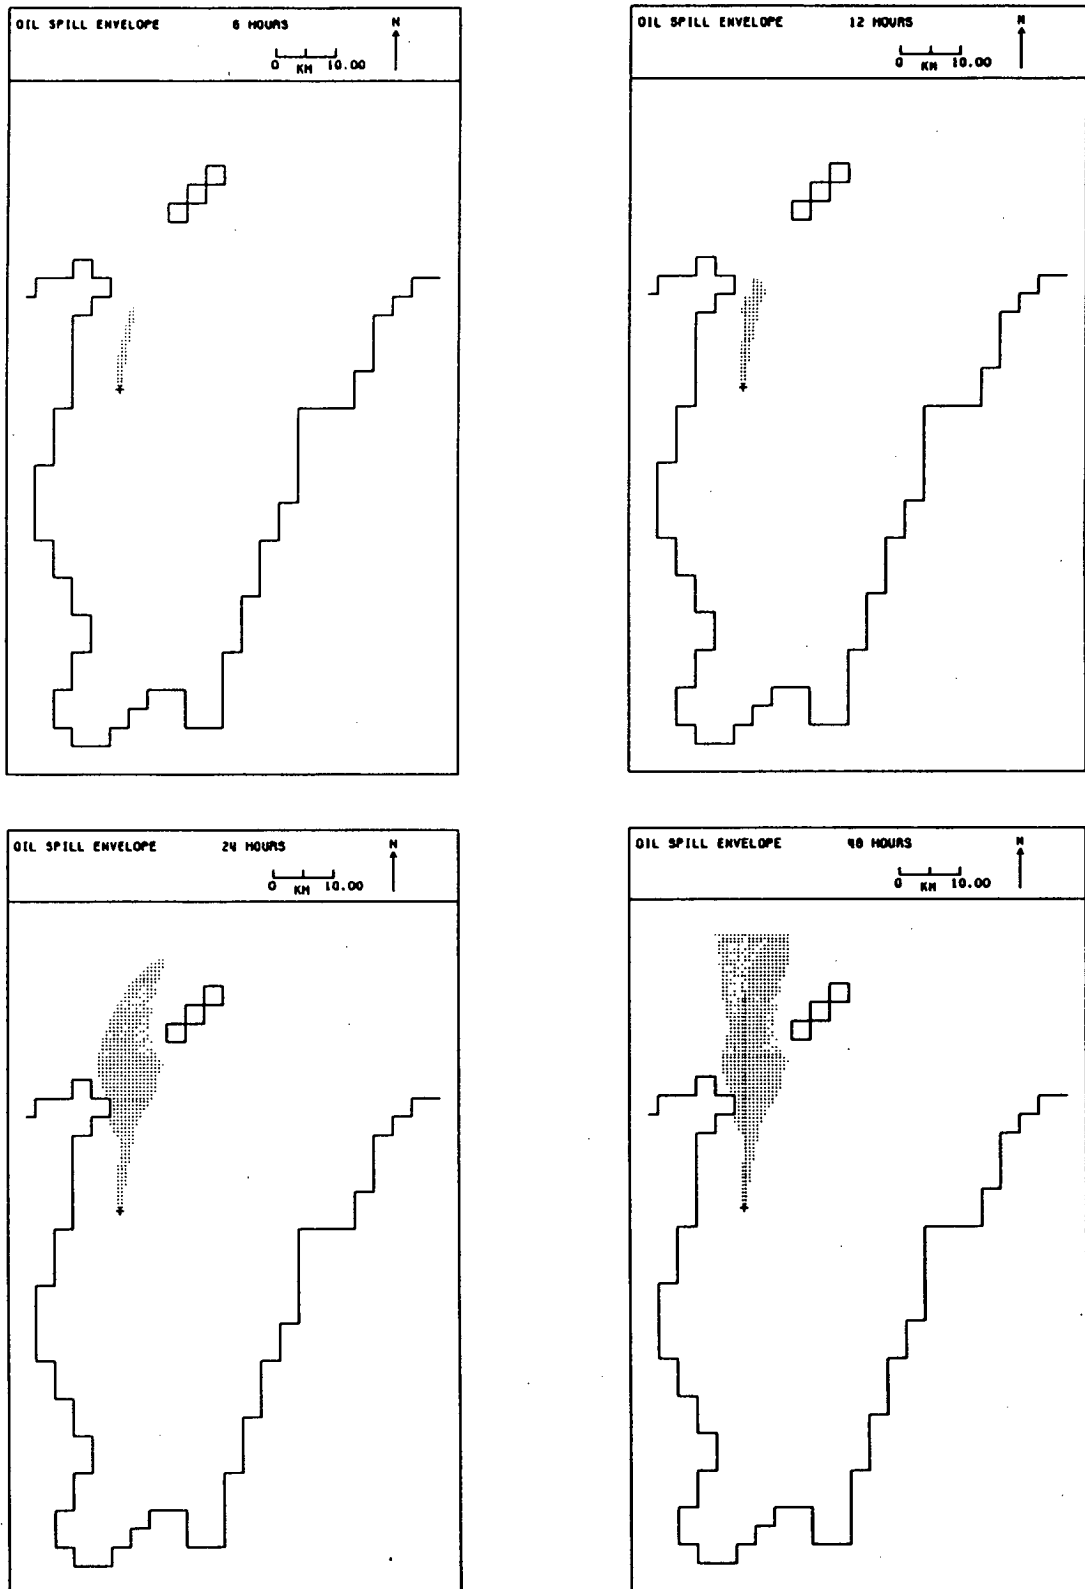 OIL SPILL ENVELOPE 6 HOURS N
0 KM 10.00
OIL SPILL ENVELOPE 12 HOURS N
0 KM 10.00
OIL SPILL ENVELOPE 24 HOURS N
0 KM 10.00
OIL SPILL ENVELOPE 48 HOURS N
0 KM 10.00